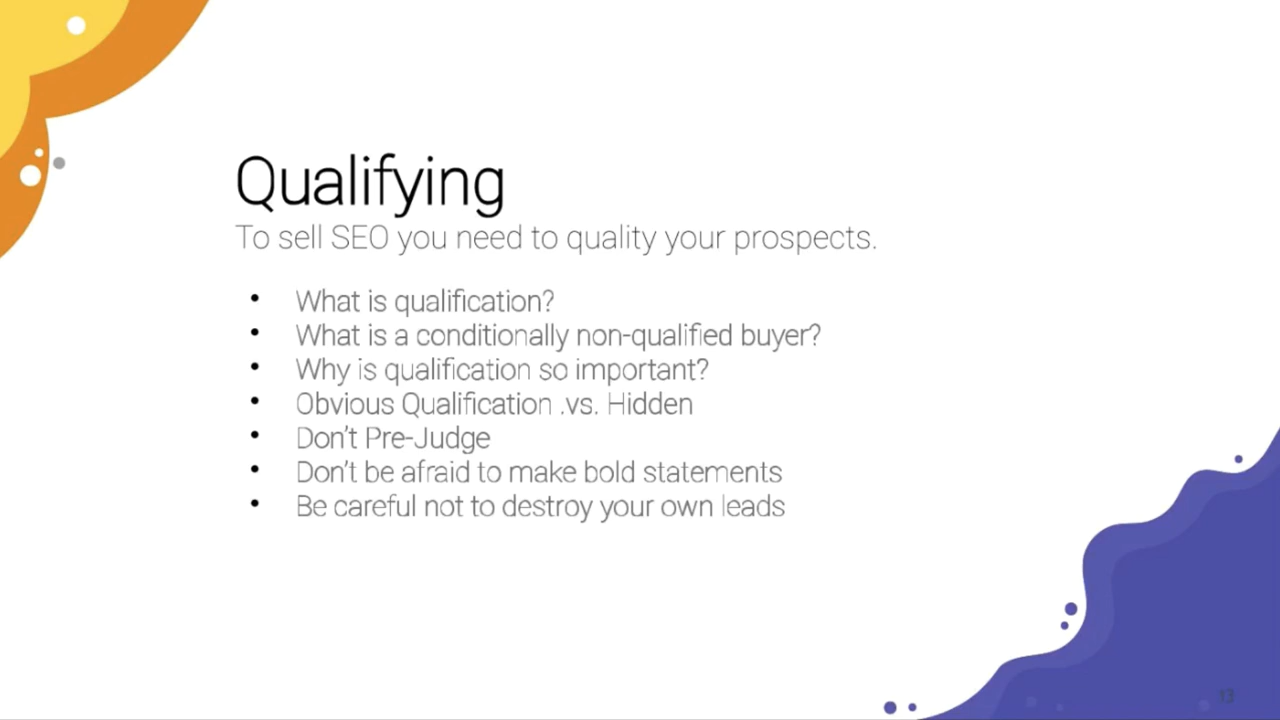 Qualifying
To sell SEO you need to quality your prospects.
• What is qualification?
• What is a conditionally non-qualified buyer?
• Why is qualification so important?
• Obvious Qualification .vs. Hidden
• Don't Pre-Judge
• Don't be afraid to make bold statements
• Be careful not to destroy your own leads
13